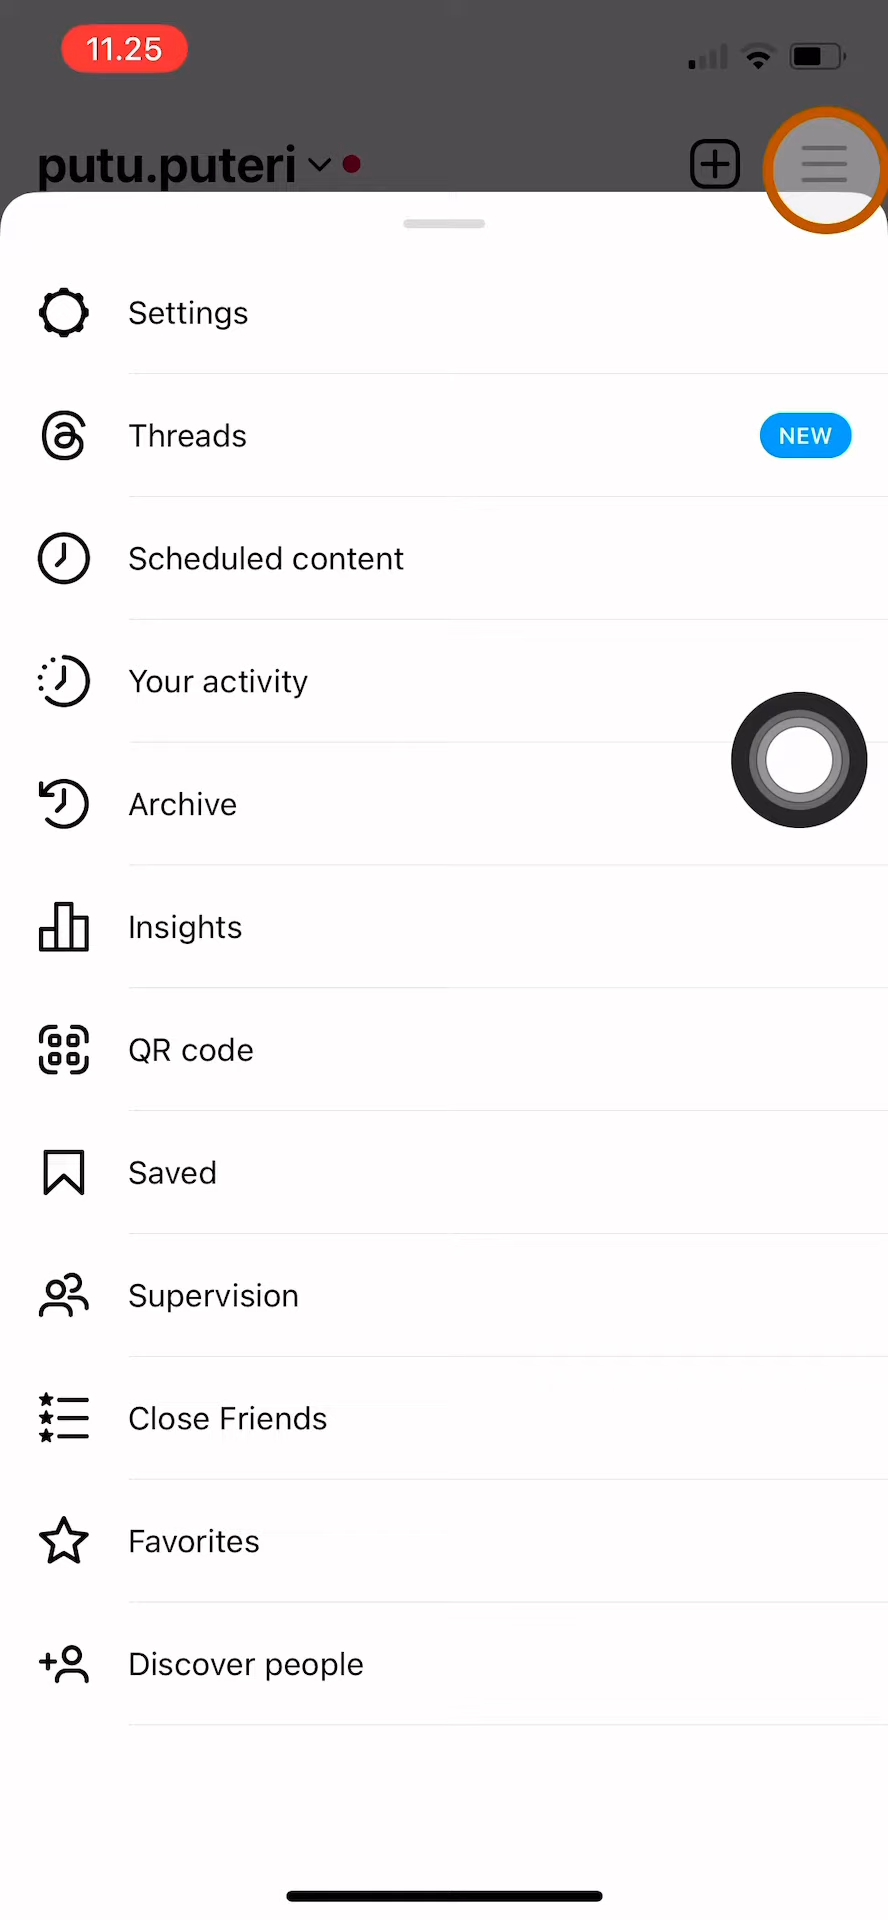 11.25
putu.puteri
Settings
Threads
NEW
Scheduled content
Your activity
Archive
Insights
QR code
Saved
Supervision
Close Friends
Favorites
Discover people